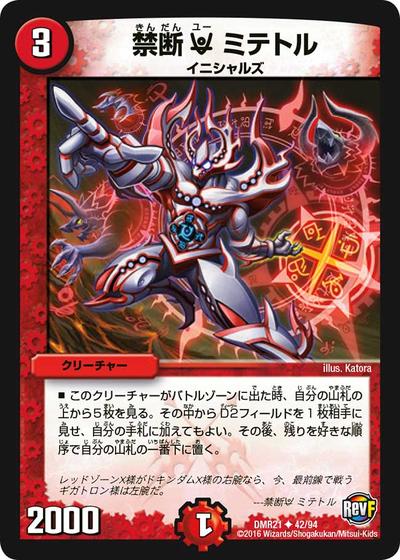 3
きんだん ユー
禁断 U ミテトル
イニシャルズ
クリーチャー
illus. Katora
■このクリーチャーがバトルゾーンに出た時、自分の山札の
上から5枚を見る。その中からD2フィールドを1枚相手に
見せ、自分の手札に加えてもよい。その後、残りを好きな順
序で自分の山札の一番下に置く。
レッドゾーンX様がドキンダムX様の右腕なら、今、最前線で戦う
ギガトロン様は左腕だ。
---禁断U ミテトル
2000
1
DMR21 ◆ 42/94
©2016 Wizards/Shogakukan/Mitsui-Kids
RevF